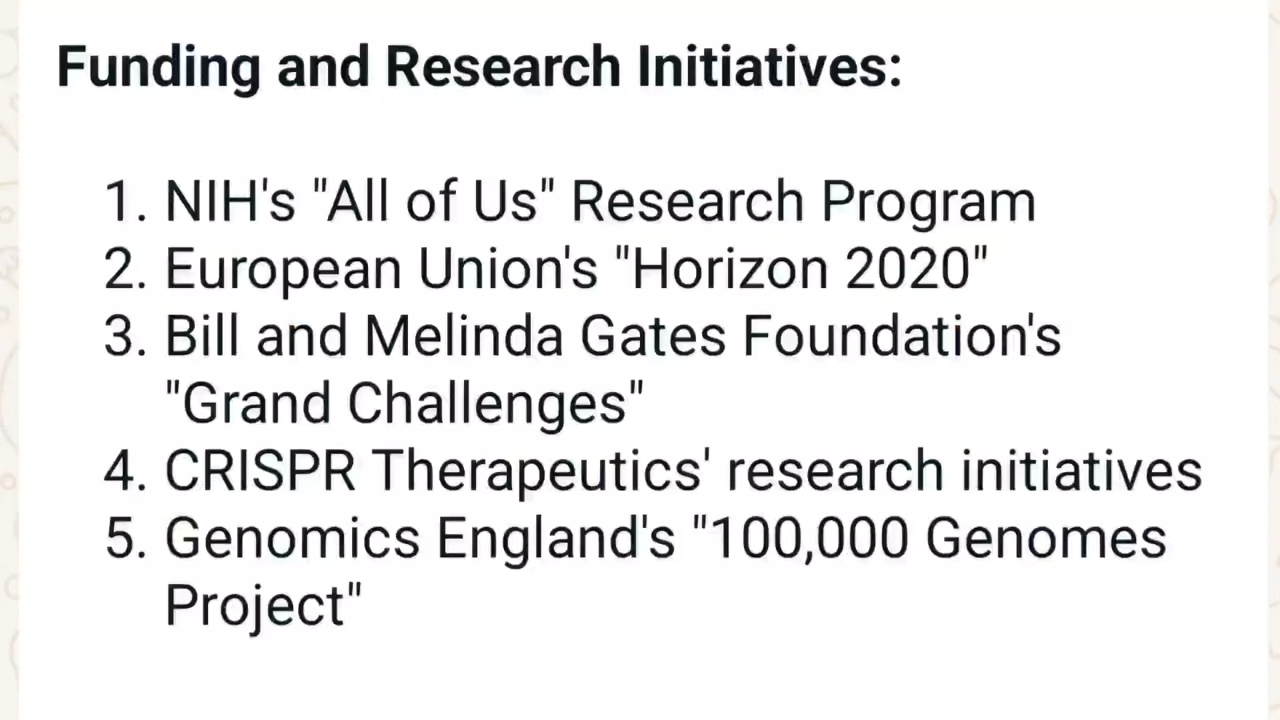 Funding and Research Initiatives:
1. NIH's "All of Us" Research Program
2. European Union's "Horizon 2020"
3. Bill and Melinda Gates Foundation's
"Grand Challenges"
4. CRISPR Therapeutics' research initiatives
5. Genomics England's "100,000 Genomes
Project"